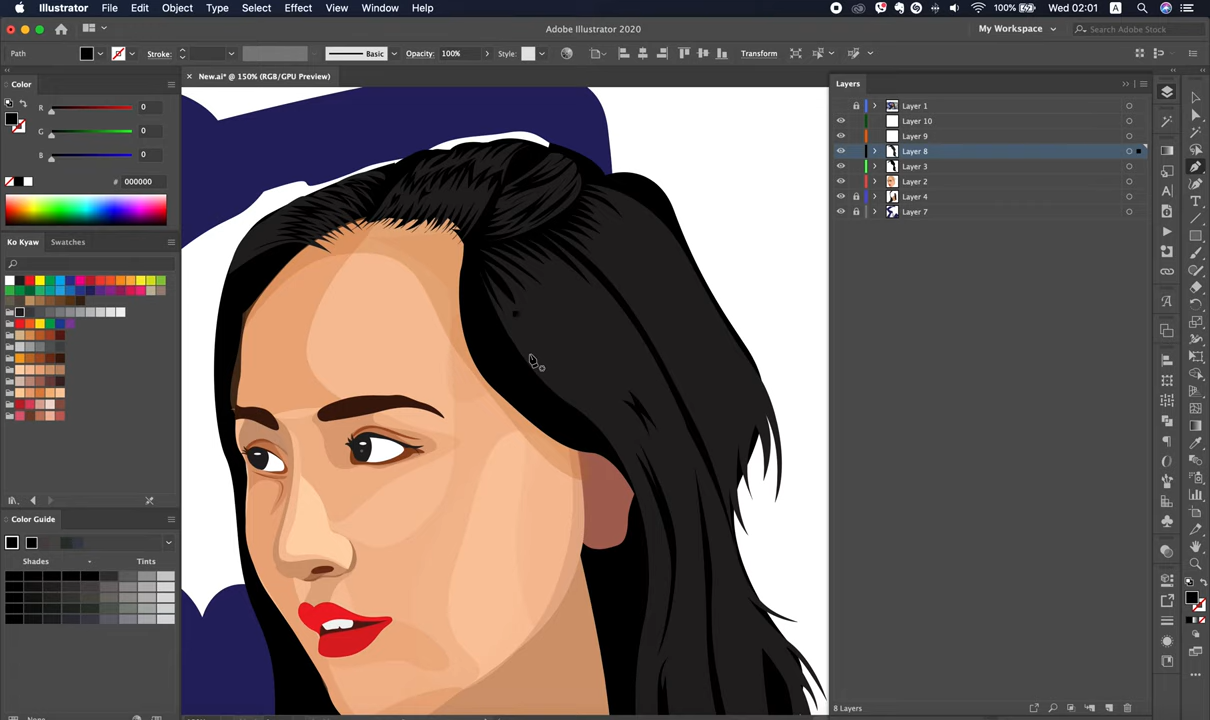 Illustrator File Edit Object Type Select Effect View Window Help 100% Wed 02:01 A
Adobe Illustrator 2020 My Workspace Search Adobe Stock
Path Stroke: Basic Opacity: 100% Style: Transform
× New.ai* @ 150% (RGB/GPU Preview)
Color
R 0
G 0
B 0
# 000000
Ko Kyaw Swatches
Color Guide
Shades Tints
None
Layers
Layer 1
Layer 10
Layer 9
Layer 8
Layer 3
Layer 2
Layer 4
Layer 7
8 Layers